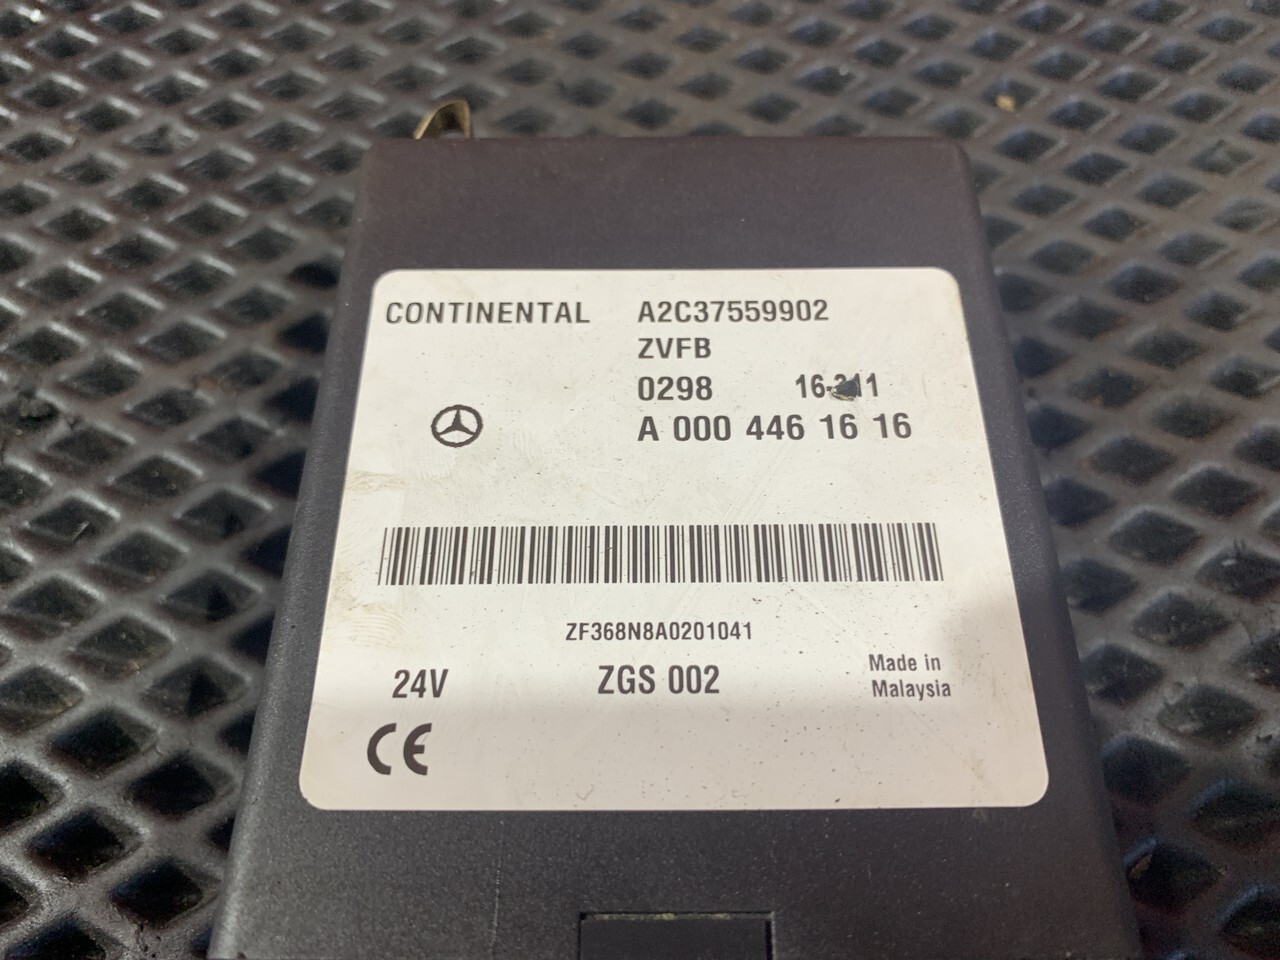 CONTINENTAL A2C37559902
ZVFB
0298
A 000 446 16 16
ZF368N8A0201041
24V ZGS 002 Made in
Malaysia
CE